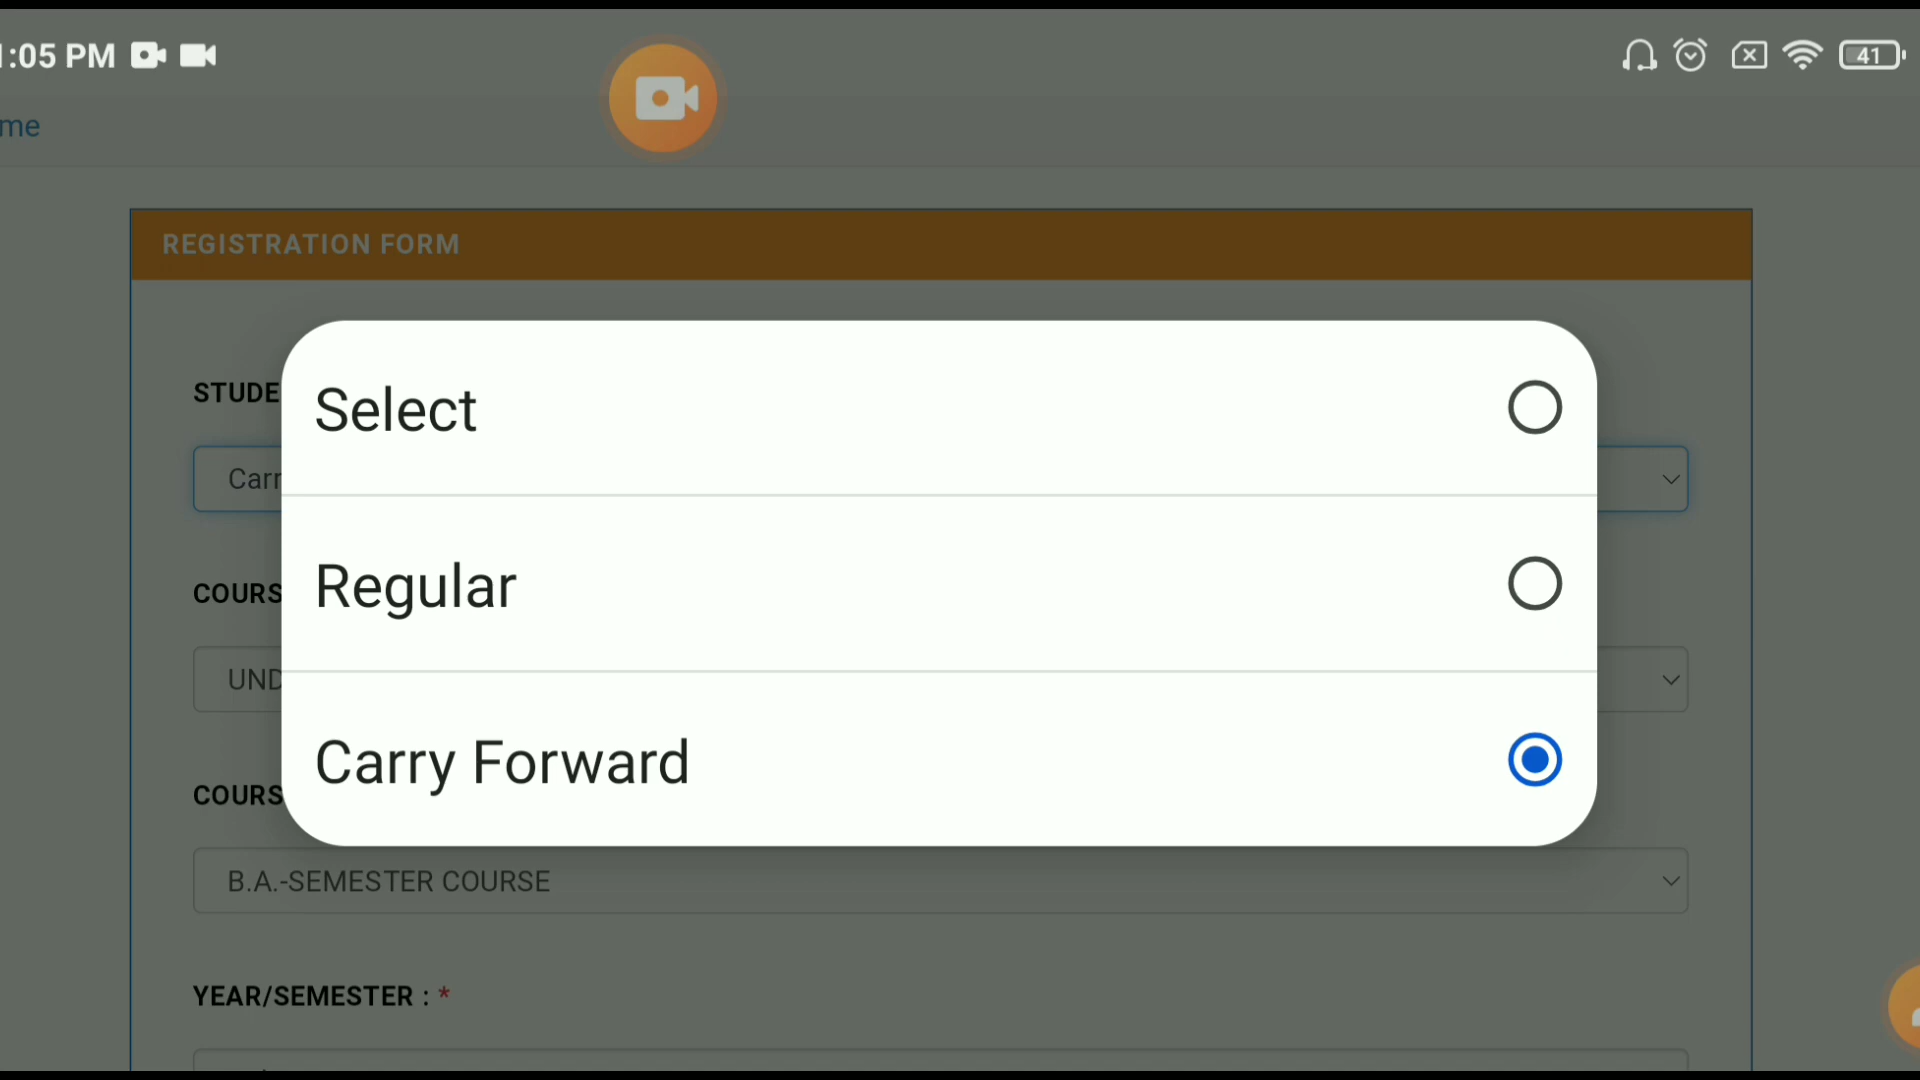 :05 PM
41
me
REGISTRATION FORM
STUDE
Carr
Select
Regular
Carry Forward
COURS
UND
COURS
B.A.-SEMESTER COURSE
YEAR/SEMESTER : *